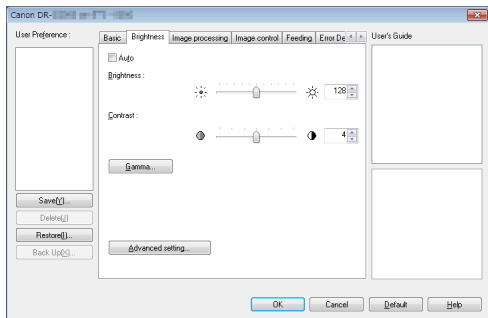 Canon DR-
User Preference :
Save(Y)...
Delete(J)
Restore(I)...
Back Up(X)...
Basic
Brightness
Image processing
Image control
Feeding
Error De
Auto
Brightness :
128
Contrast :
4
Gamma...
Advanced setting...
User's Guide
OK
Cancel
Default
Help